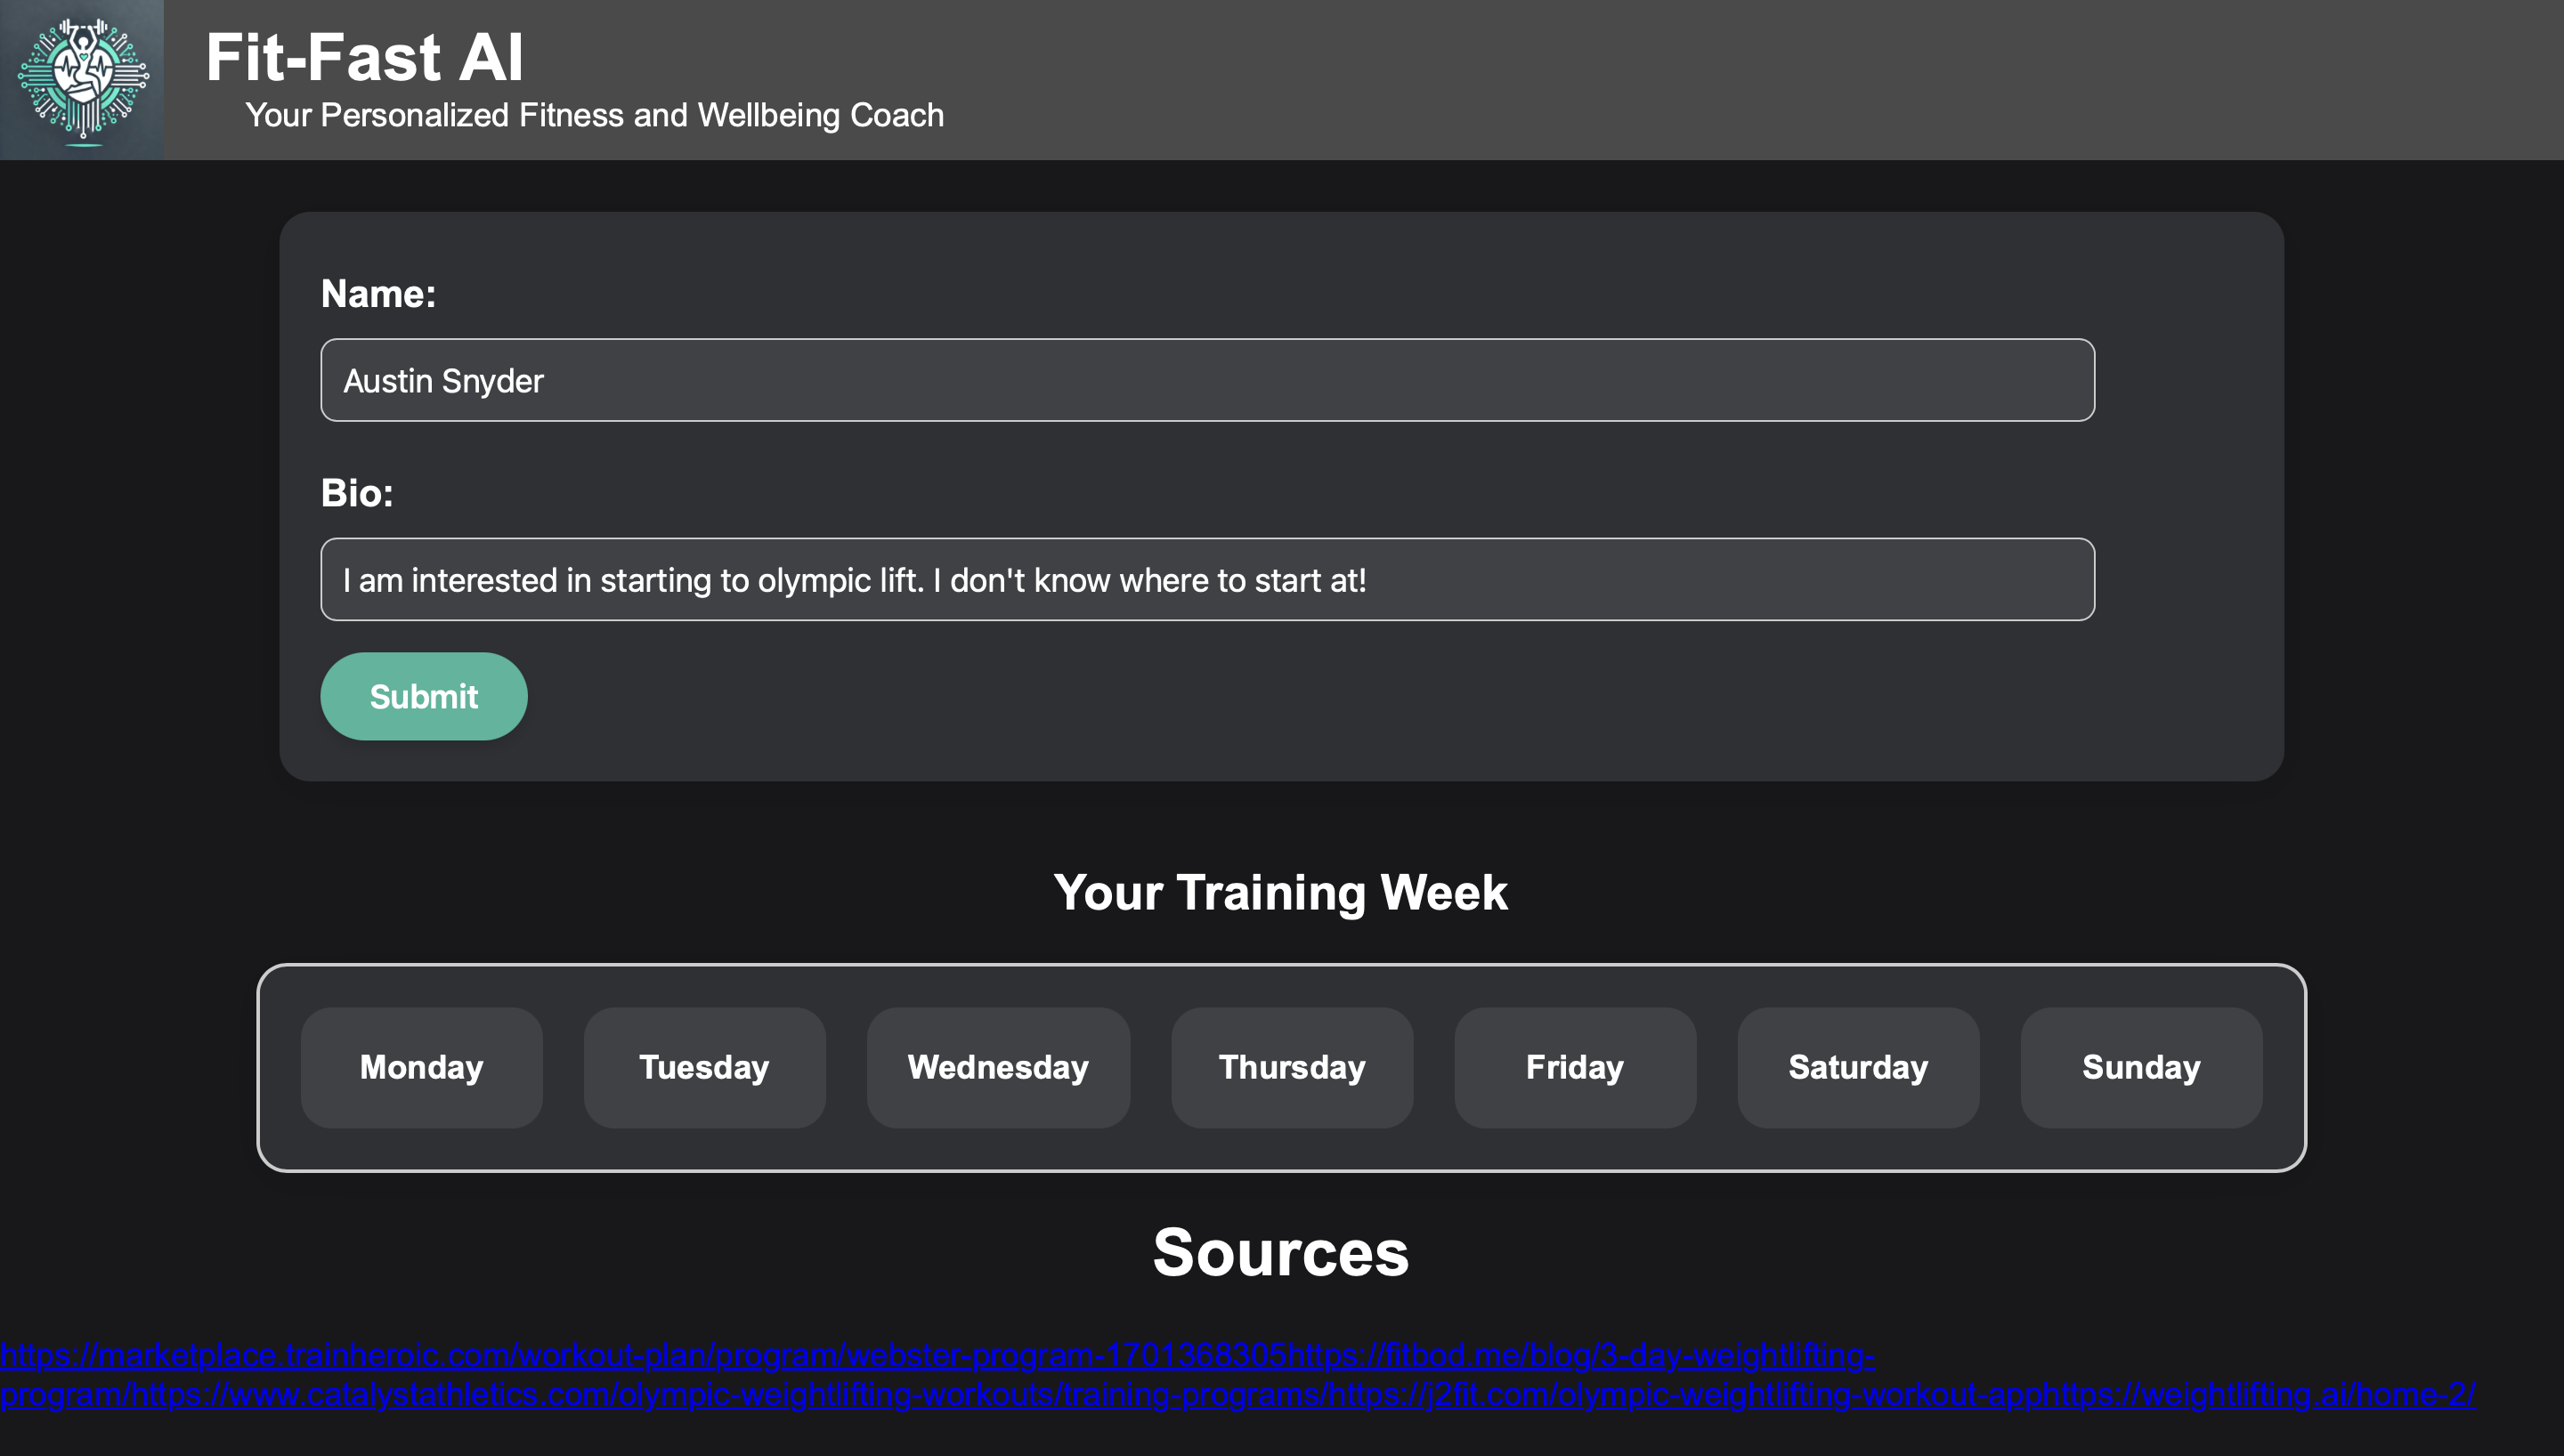 Fit-Fast AI
Your Personalized Fitness and Wellbeing Coach
Name:
Austin Snyder
Bio:
I am interested in starting to olympic lift. I don't know where to start at!
Submit
Your Training Week
Monday
Tuesday
Wednesday
Thursday
Friday
Saturday
Sunday
Sources
https://marketplace.trainheroic.com/workout-plan/program/webster-program-1701368305https://fitbod.me/blog/3-day-weightlifting-
program/https://www.catalystathletics.com/olympic-weightlifting-workouts/training-programs/https://j2fit.com/olympic-weightlifting-workout-apphttps://weightlifting.ai/home-2/